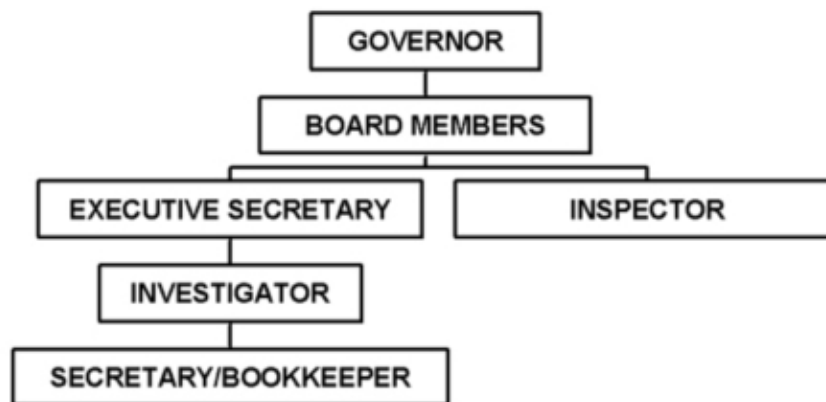 GOVERNOR
BOARD MEMBERS
EXECUTIVE SECRETARY
INSPECTOR
INVESTIGATOR
SECRETARY/BOOKKEEPER